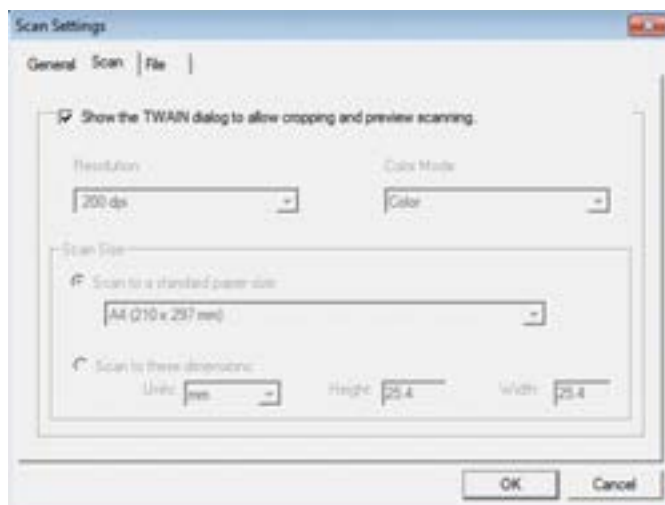 Scan Settings
General Scan File
Show the TWAIN dialog to allow cropping and preview scanning.
Resolution Color Mode
200 dpi Color
Scan Size
Scan to a standard paper size
A4 (210 x 297 mm)
Scan to these dimensions:
Units: mm Height: 25.4 Width: 25.4
OK Cancel